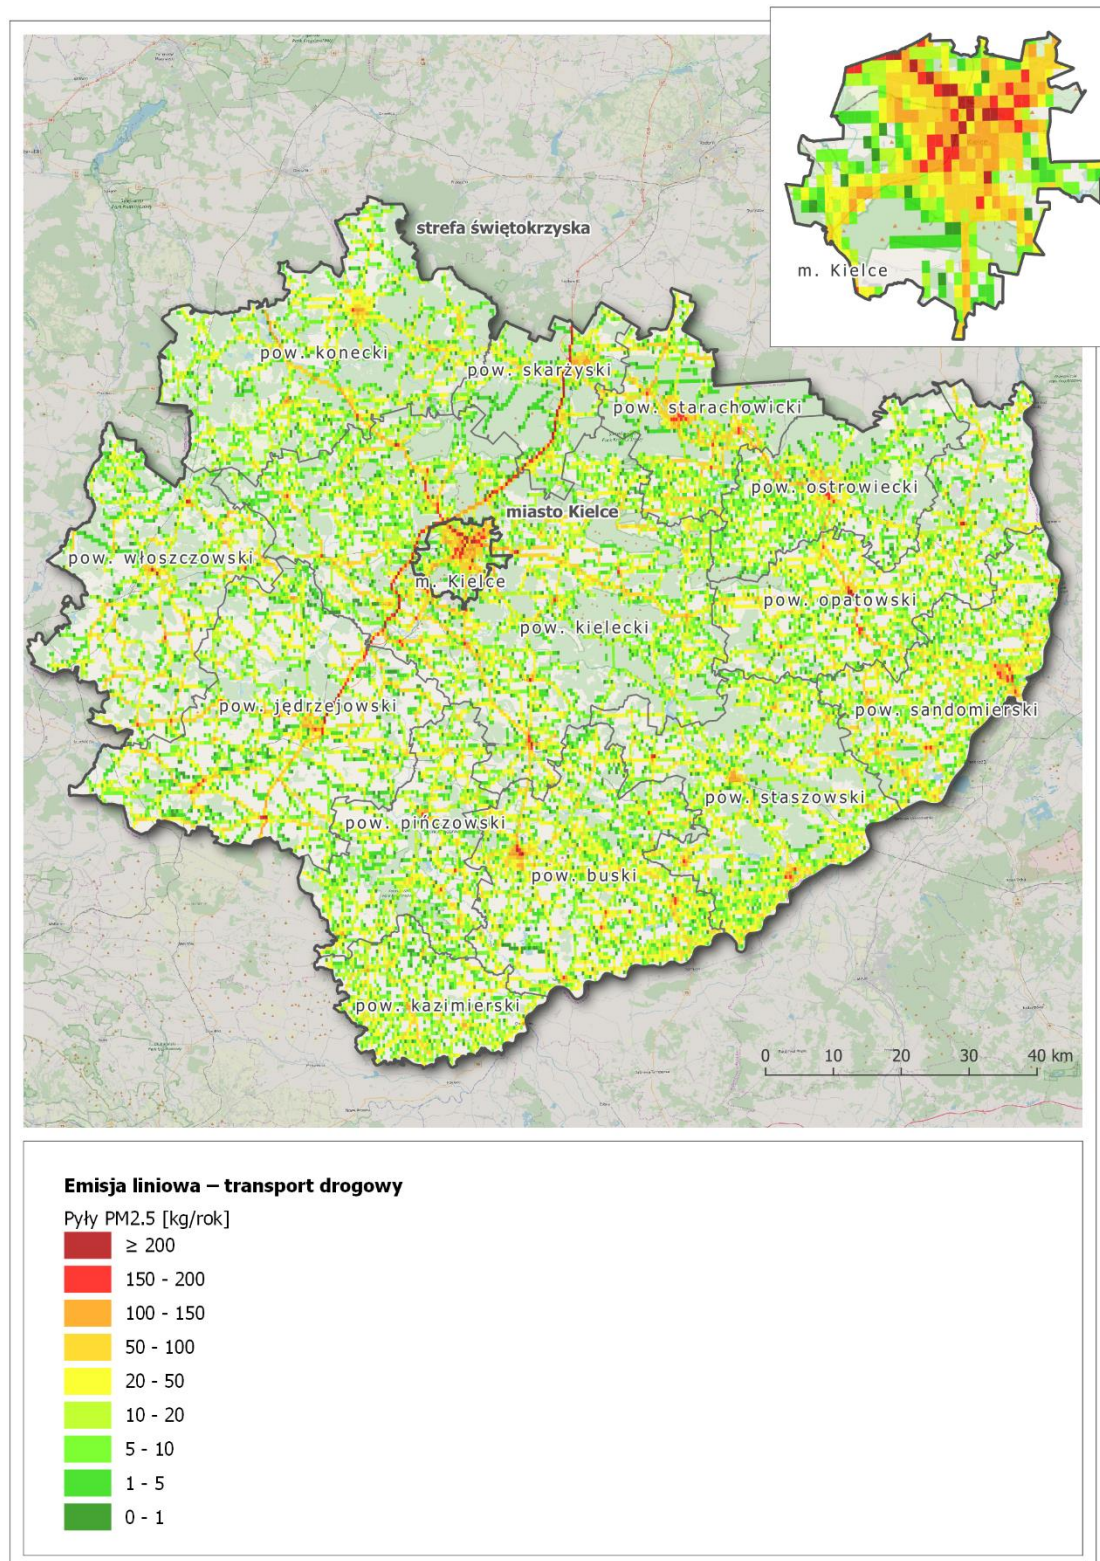 m. Kielce
strefa świętokrzyska
pow. konecki
pow. skarżyski
pow. starachowicki
pow. ostrowiecki
miasto Kielce
pow. włoszczowski
m. Kielce
pow. opatowski
pow. kielecki
pow. jędrzejowski
pow. sandomierski
pow. staszowski
pow. pińczowski
pow. buski
pow. kazimierski
0 10 20 30 40 km
Emisja liniowa – transport drogowy
Pyły PM2.5 [kg/rok]
≥ 200
150 - 200
100 - 150
50 - 100
20 - 50
10 - 20
5 - 10
1 - 5
0 - 1